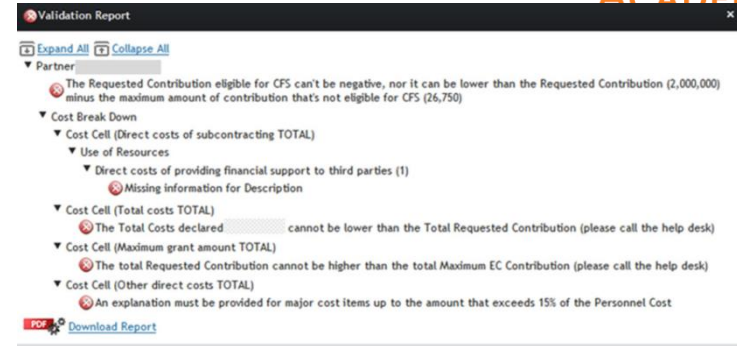 Validation Report
Expand All Collapse All
Partner
The Requested Contribution eligible for CFS can't be negative, nor it can be lower than the Requested Contribution (2,000,000)
minus the maximum amount of contribution that's not eligible for CFS (26,750)
Cost Break Down
Cost Cell (Direct costs of subcontracting TOTAL)
Use of Resources
Direct costs of providing financial support to third parties (1)
Missing information for Description
Cost Cell (Total costs TOTAL)
The Total Costs declared cannot be lower than the Total Requested Contribution (please call the help desk)
Cost Cell (Maximum grant amount TOTAL)
The total Requested Contribution cannot be higher than the total Maximum EC Contribution (please call the help desk)
Cost Cell (Other direct costs TOTAL)
An explanation must be provided for major cost items up to the amount that exceeds 15% of the Personnel Cost
PDF Download Report